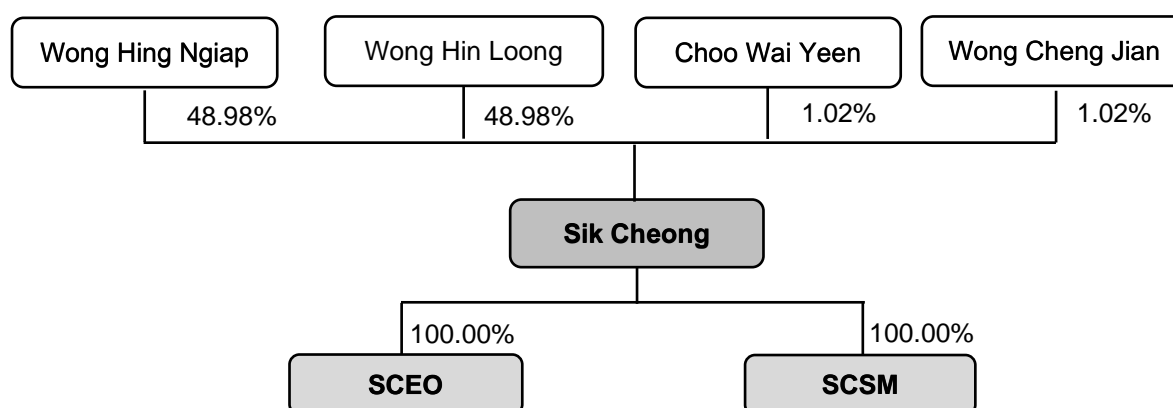 Wong Hing Ngiap
Wong Hin Loong
Choo Wai Yeen
Wong Cheng Jian
48.98%
48.98%
1.02%
1.02%
Sik Cheong
100.00%
100.00%
SCEO
SCSM